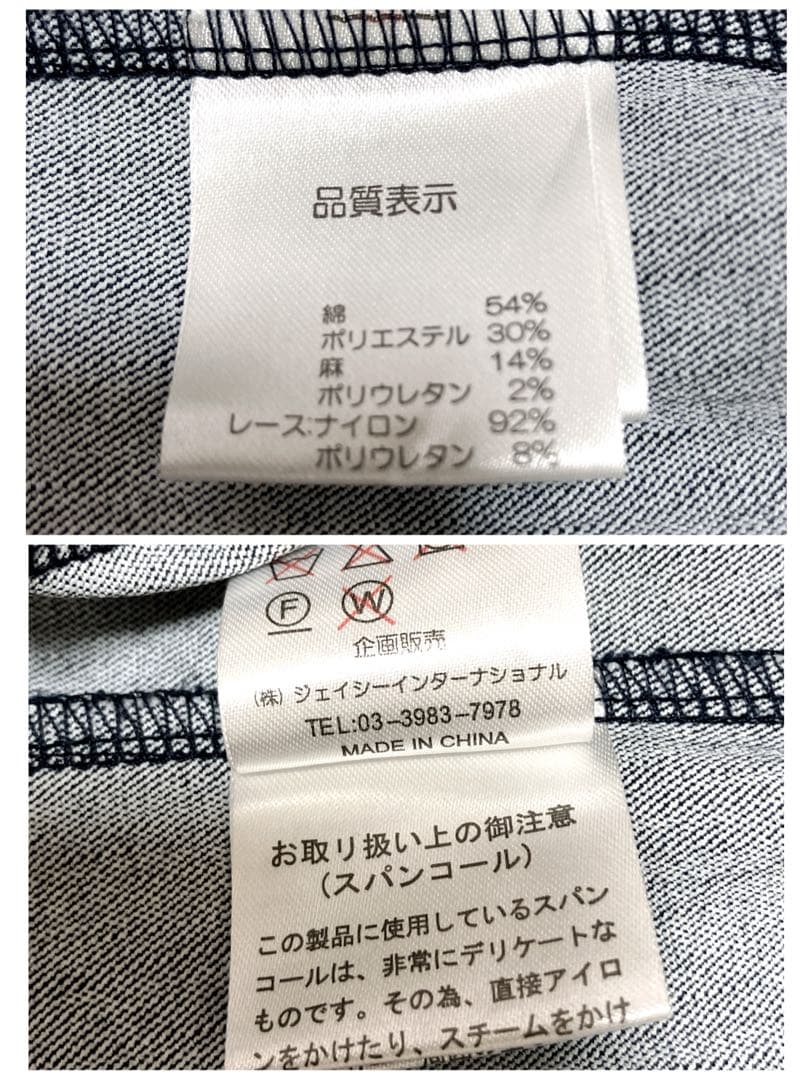 品質表示
綿 54%
ポリエステル 30%
麻 14%
ポリウレタン 2%
レース:ナイロン 92%
ポリウレタン 8%
F W
企画販売
(株) ジェイシーインターナショナル
TEL:03-3983-7978
MADE IN CHINA
お取り扱い上の御注意
(スパンコール)
この製品に使用しているスパン
コールは、非常にデリケートな
ものです。その為、直接アイロ
ンをかけたり、スチームをかけ